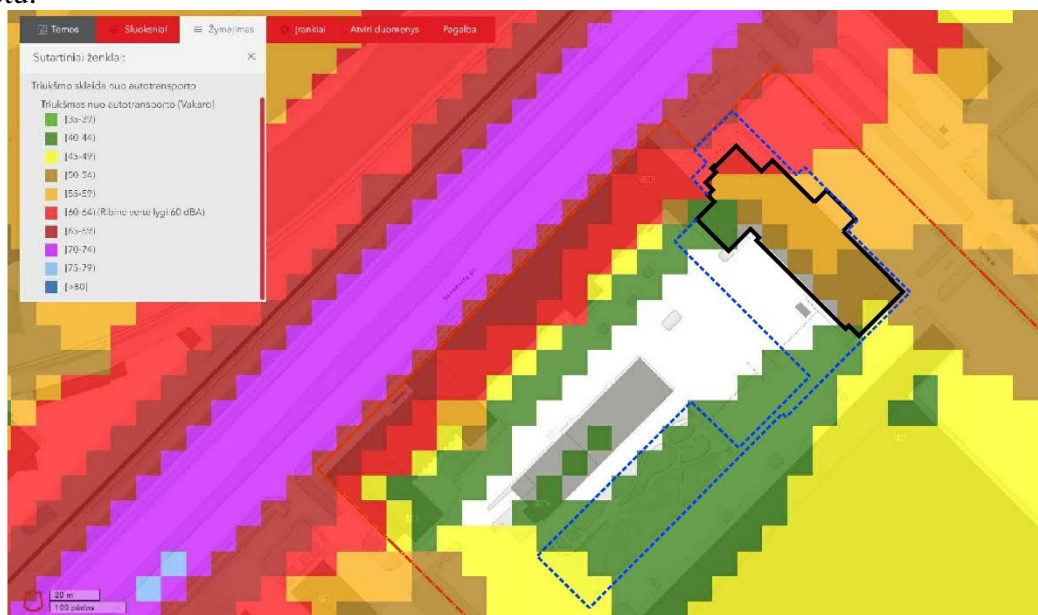 Temos
Sluoksniai
Žymėjimas
Įrankiai
Atviri duomenys
Pagalba
Sutartiniai ženklai:
×
Triukšmo sklaida nuo autotransporto
Triukšmas nuo autotransporto (Vakaro)
[35-39)
[40-44)
[45-49)
[50-54)
[55-59)
[60-64) (Ribinė vertė lygi 60 dBA)
[65-69)
[70-74)
[75-79)
[>80]
20 m
100 pėdos